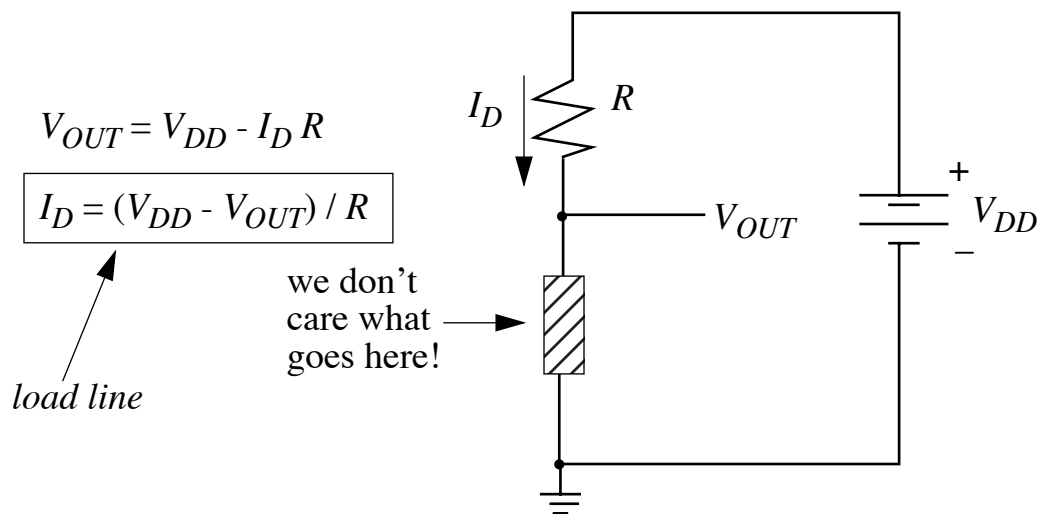 V_OUT = V_DD - I_D R
I_D = (V_DD - V_OUT) / R
load line
we don't
care what
goes here!
I_D
R
V_OUT
+
V_DD
–